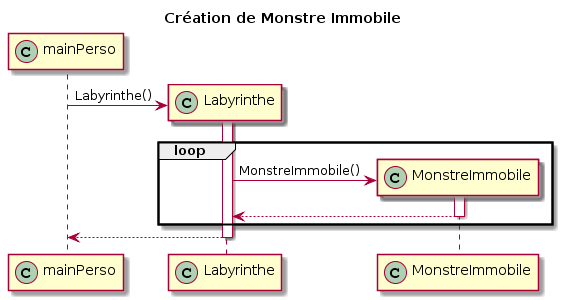 Création de Monstre Immobile
C mainPerso
Labyrinthe()
C Labyrinthe
loop
MonstreImmobile()
C MonstreImmobile
C mainPerso
C Labyrinthe
C MonstreImmobile